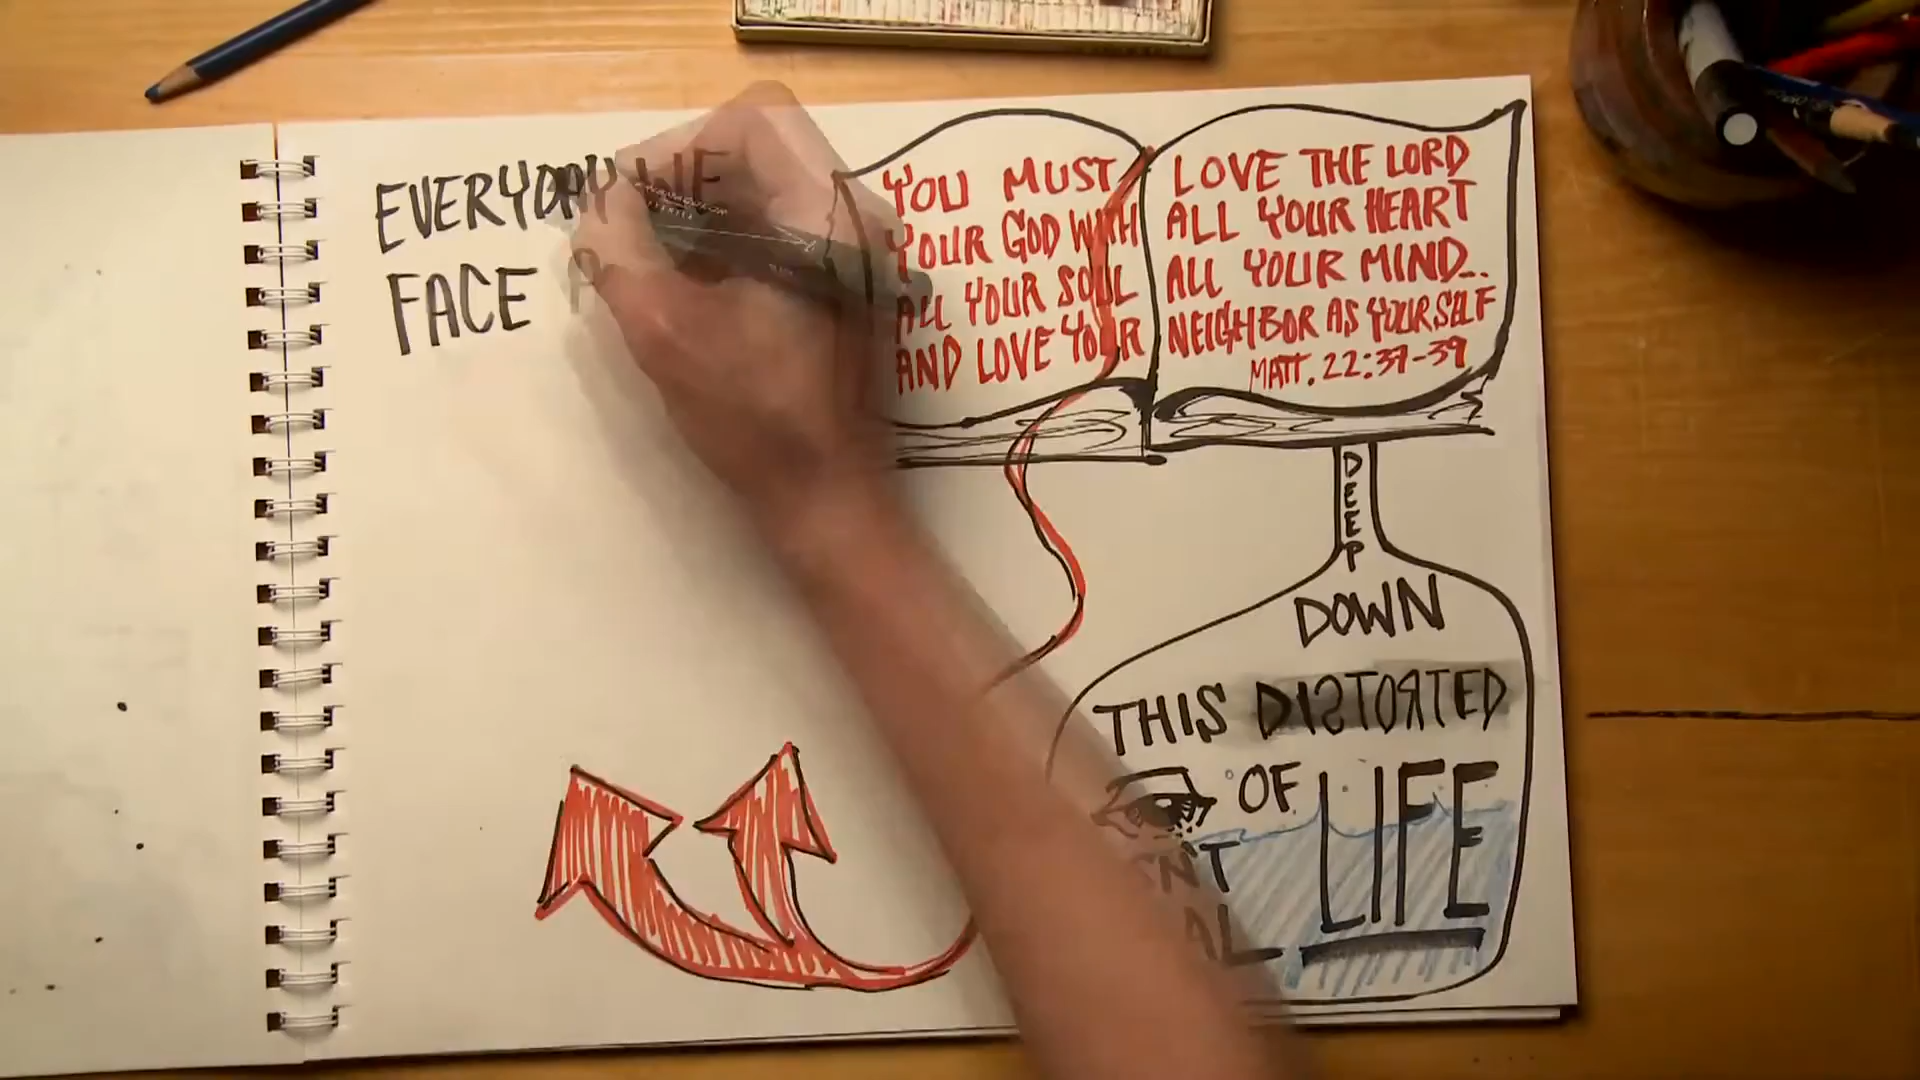 EVERYDAY WE
FACE
YOU MUST
YOUR GOD WITH
ALL YOUR SOUL
AND LOVE YOUR
LOVE THE LORD
ALL YOUR HEART
ALL YOUR MIND...
NEIGHBOR AS YOURSELF
MATT. 22:37-39
DEEP
DOWN
THIS DISTORTED
OF LIFE